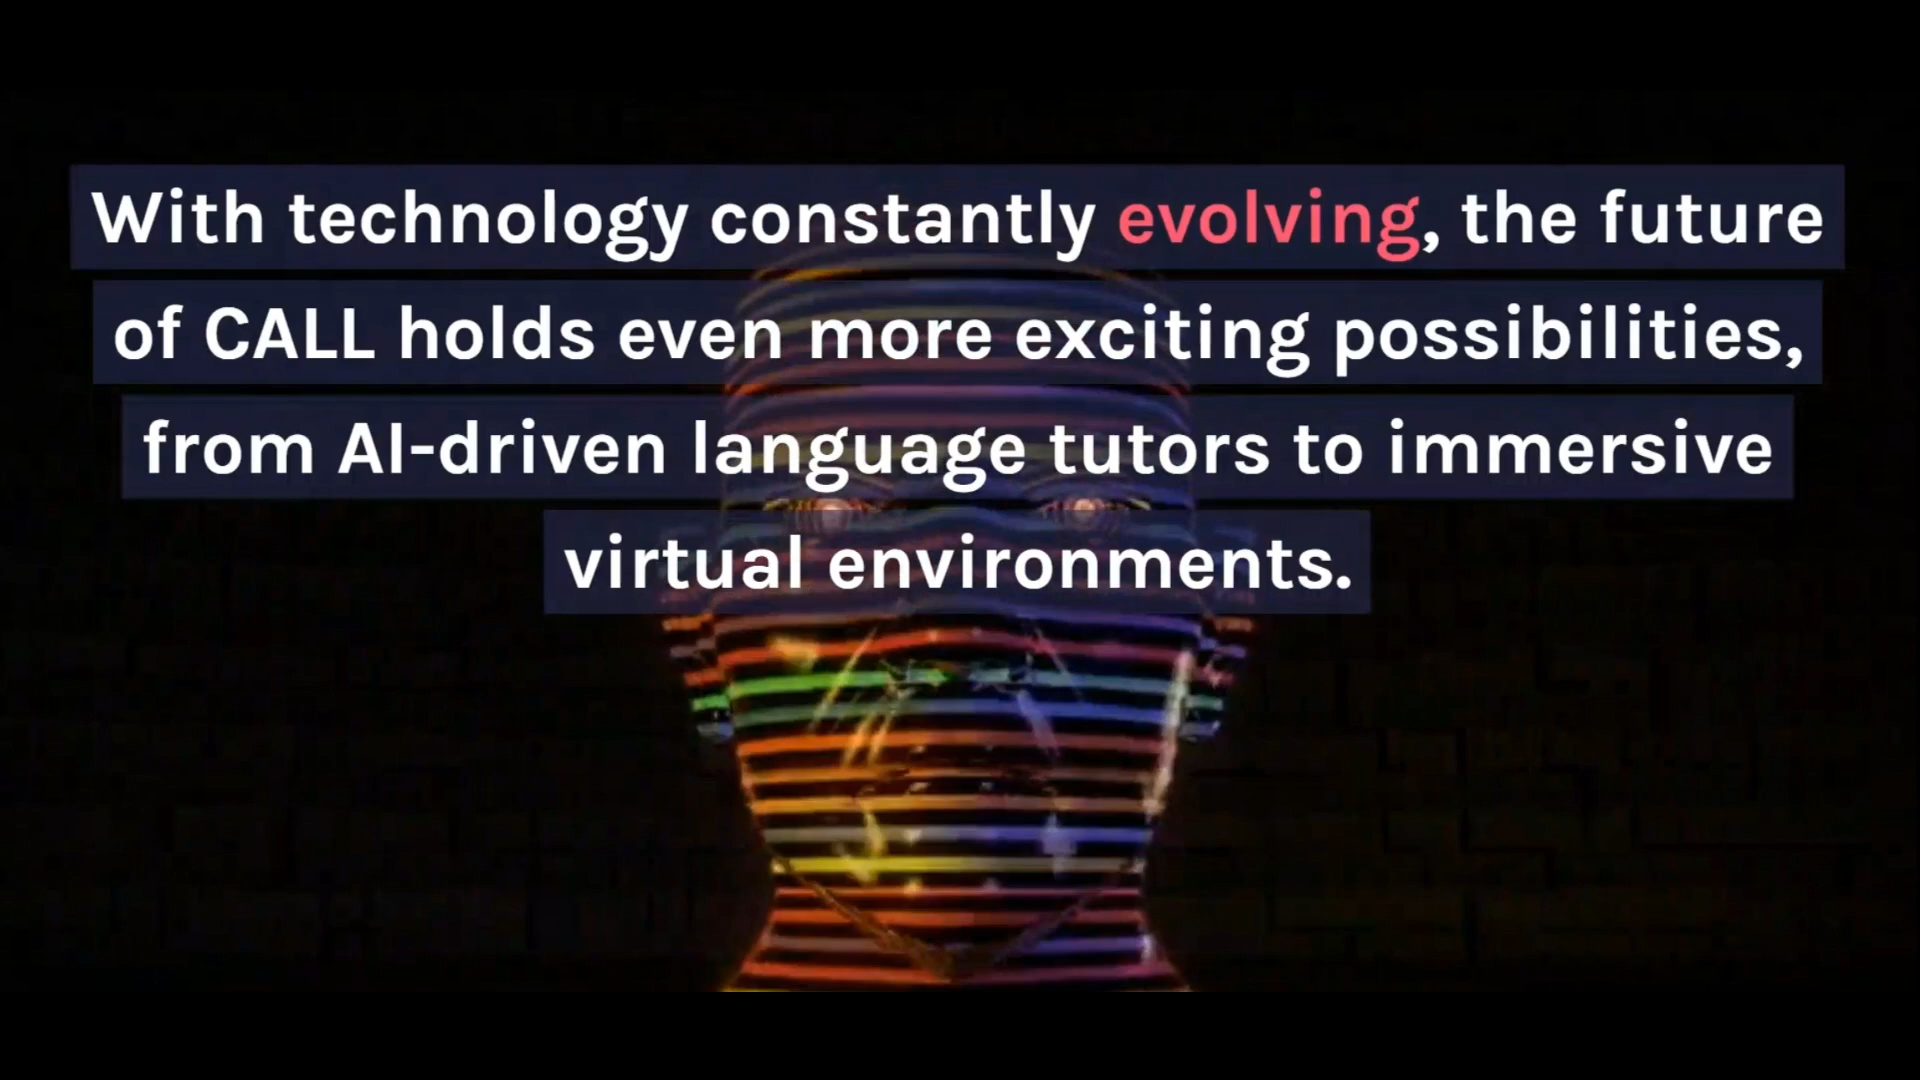 With technology constantly evolving, the future
of CALL holds even more exciting possibilities,
from AI-driven language tutors to immersive
virtual environments.